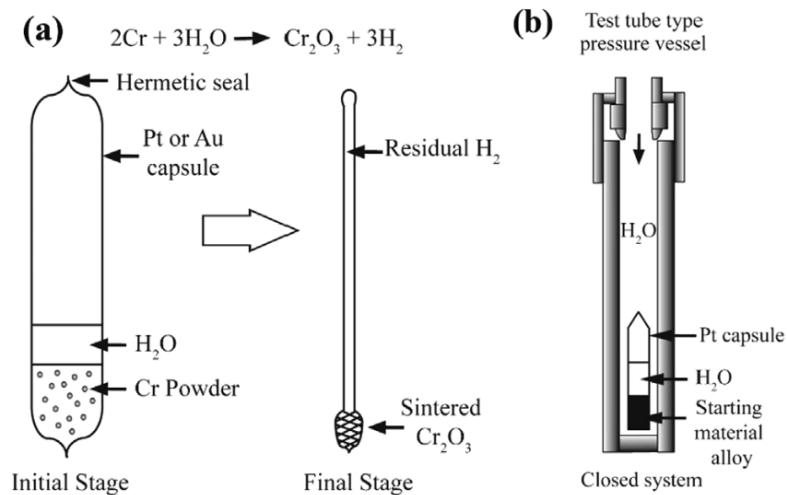 (a)
2Cr + 3H₂O → Cr₂O₃ + 3H₂
Hermetic seal
Pt or Au
capsule
H₂O
Cr Powder
Initial Stage
Residual H₂
Sintered
Cr₂O₃
Final Stage
(b)
Test tube type
pressure vessel
H₂O
Pt capsule
H₂O
Starting
material
alloy
Closed system